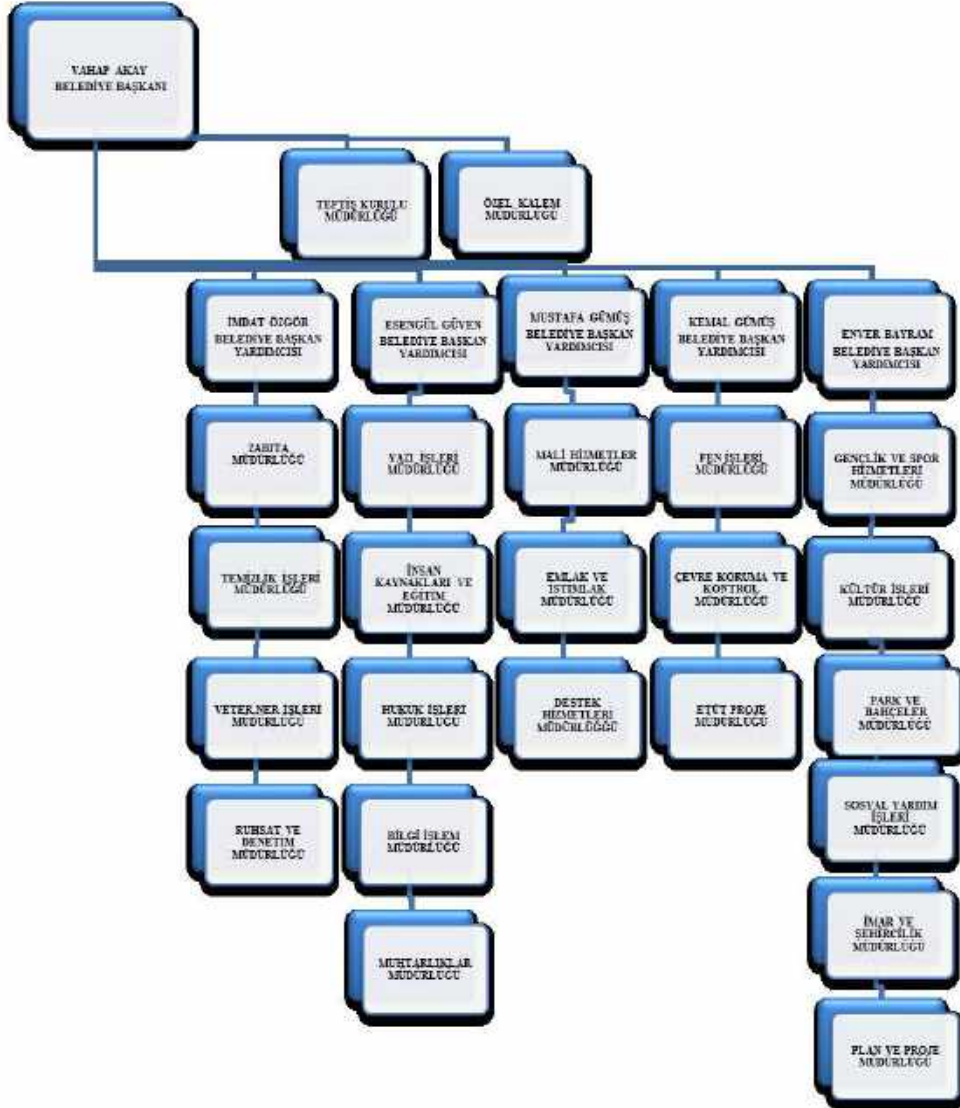 VAHAP AKAY
BELEDİYE BAŞKANI
TEFTİŞ KURULU
MÜDÜRLÜĞÜ
ÖZEL KALEM
MÜDÜRLÜĞÜ
İMDAT ÖZGÖR
BELEDİYE BAŞKAN
YARDIMCISI
ESENGÜL GÜVEN
BELEDİYE BAŞKAN
YARDIMCISI
MUSTAFA GÜMÜŞ
BELEDİYE BAŞKAN
YARDIMCISI
KEMAL GÜMÜŞ
BELEDİYE BAŞKAN
YARDIMCISI
ENVER BAYRAM
BELEDİYE BAŞKAN
YARDIMCISI
ZABITA
MÜDÜRLÜĞÜ
YAZI İŞLERİ
MÜDÜRLÜĞÜ
MALİ HİZMETLER
MÜDÜRLÜĞÜ
FEN İŞLERİ
MÜDÜRLÜĞÜ
GENÇLİK VE SPOR
HİZMETLERİ
MÜDÜRLÜĞÜ
TEMİZLİK İŞLERİ
MÜDÜRLÜĞÜ
İNSAN
KAYNAKLARI VE
EĞİTİM
MÜDÜRLÜĞÜ
EMLAK VE
İSTİMLAK
MÜDÜRLÜĞÜ
ÇEVRE KORUMA VE
KONTROL
MÜDÜRLÜĞÜ
KÜLTÜR İŞLERİ
MÜDÜRLÜĞÜ
VETERİNER İŞLERİ
MÜDÜRLÜĞÜ
HUKUK İŞLERİ
MÜDÜRLÜĞÜ
DESTEK
HİZMETLERİ
MÜDÜRLÜĞĞÜ
ETÜT PROJE
MÜDÜRLÜĞÜ
PARK VE
BAHÇELER
MÜDÜRLÜĞÜ
RUHSAT VE
DENETİM
MÜDÜRLÜĞÜ
BİLGİ İŞLEM
MÜDÜRLÜĞÜ
SOSYAL YARDIM
İŞLERİ
MÜDÜRLÜĞÜ
MUHTARLIKLAR
MÜDÜRLÜĞÜ
İMAR VE
ŞEHİRCİLİK
MÜDÜRLÜĞÜ
PLAN VE PROJE
MÜDÜRLÜĞÜ